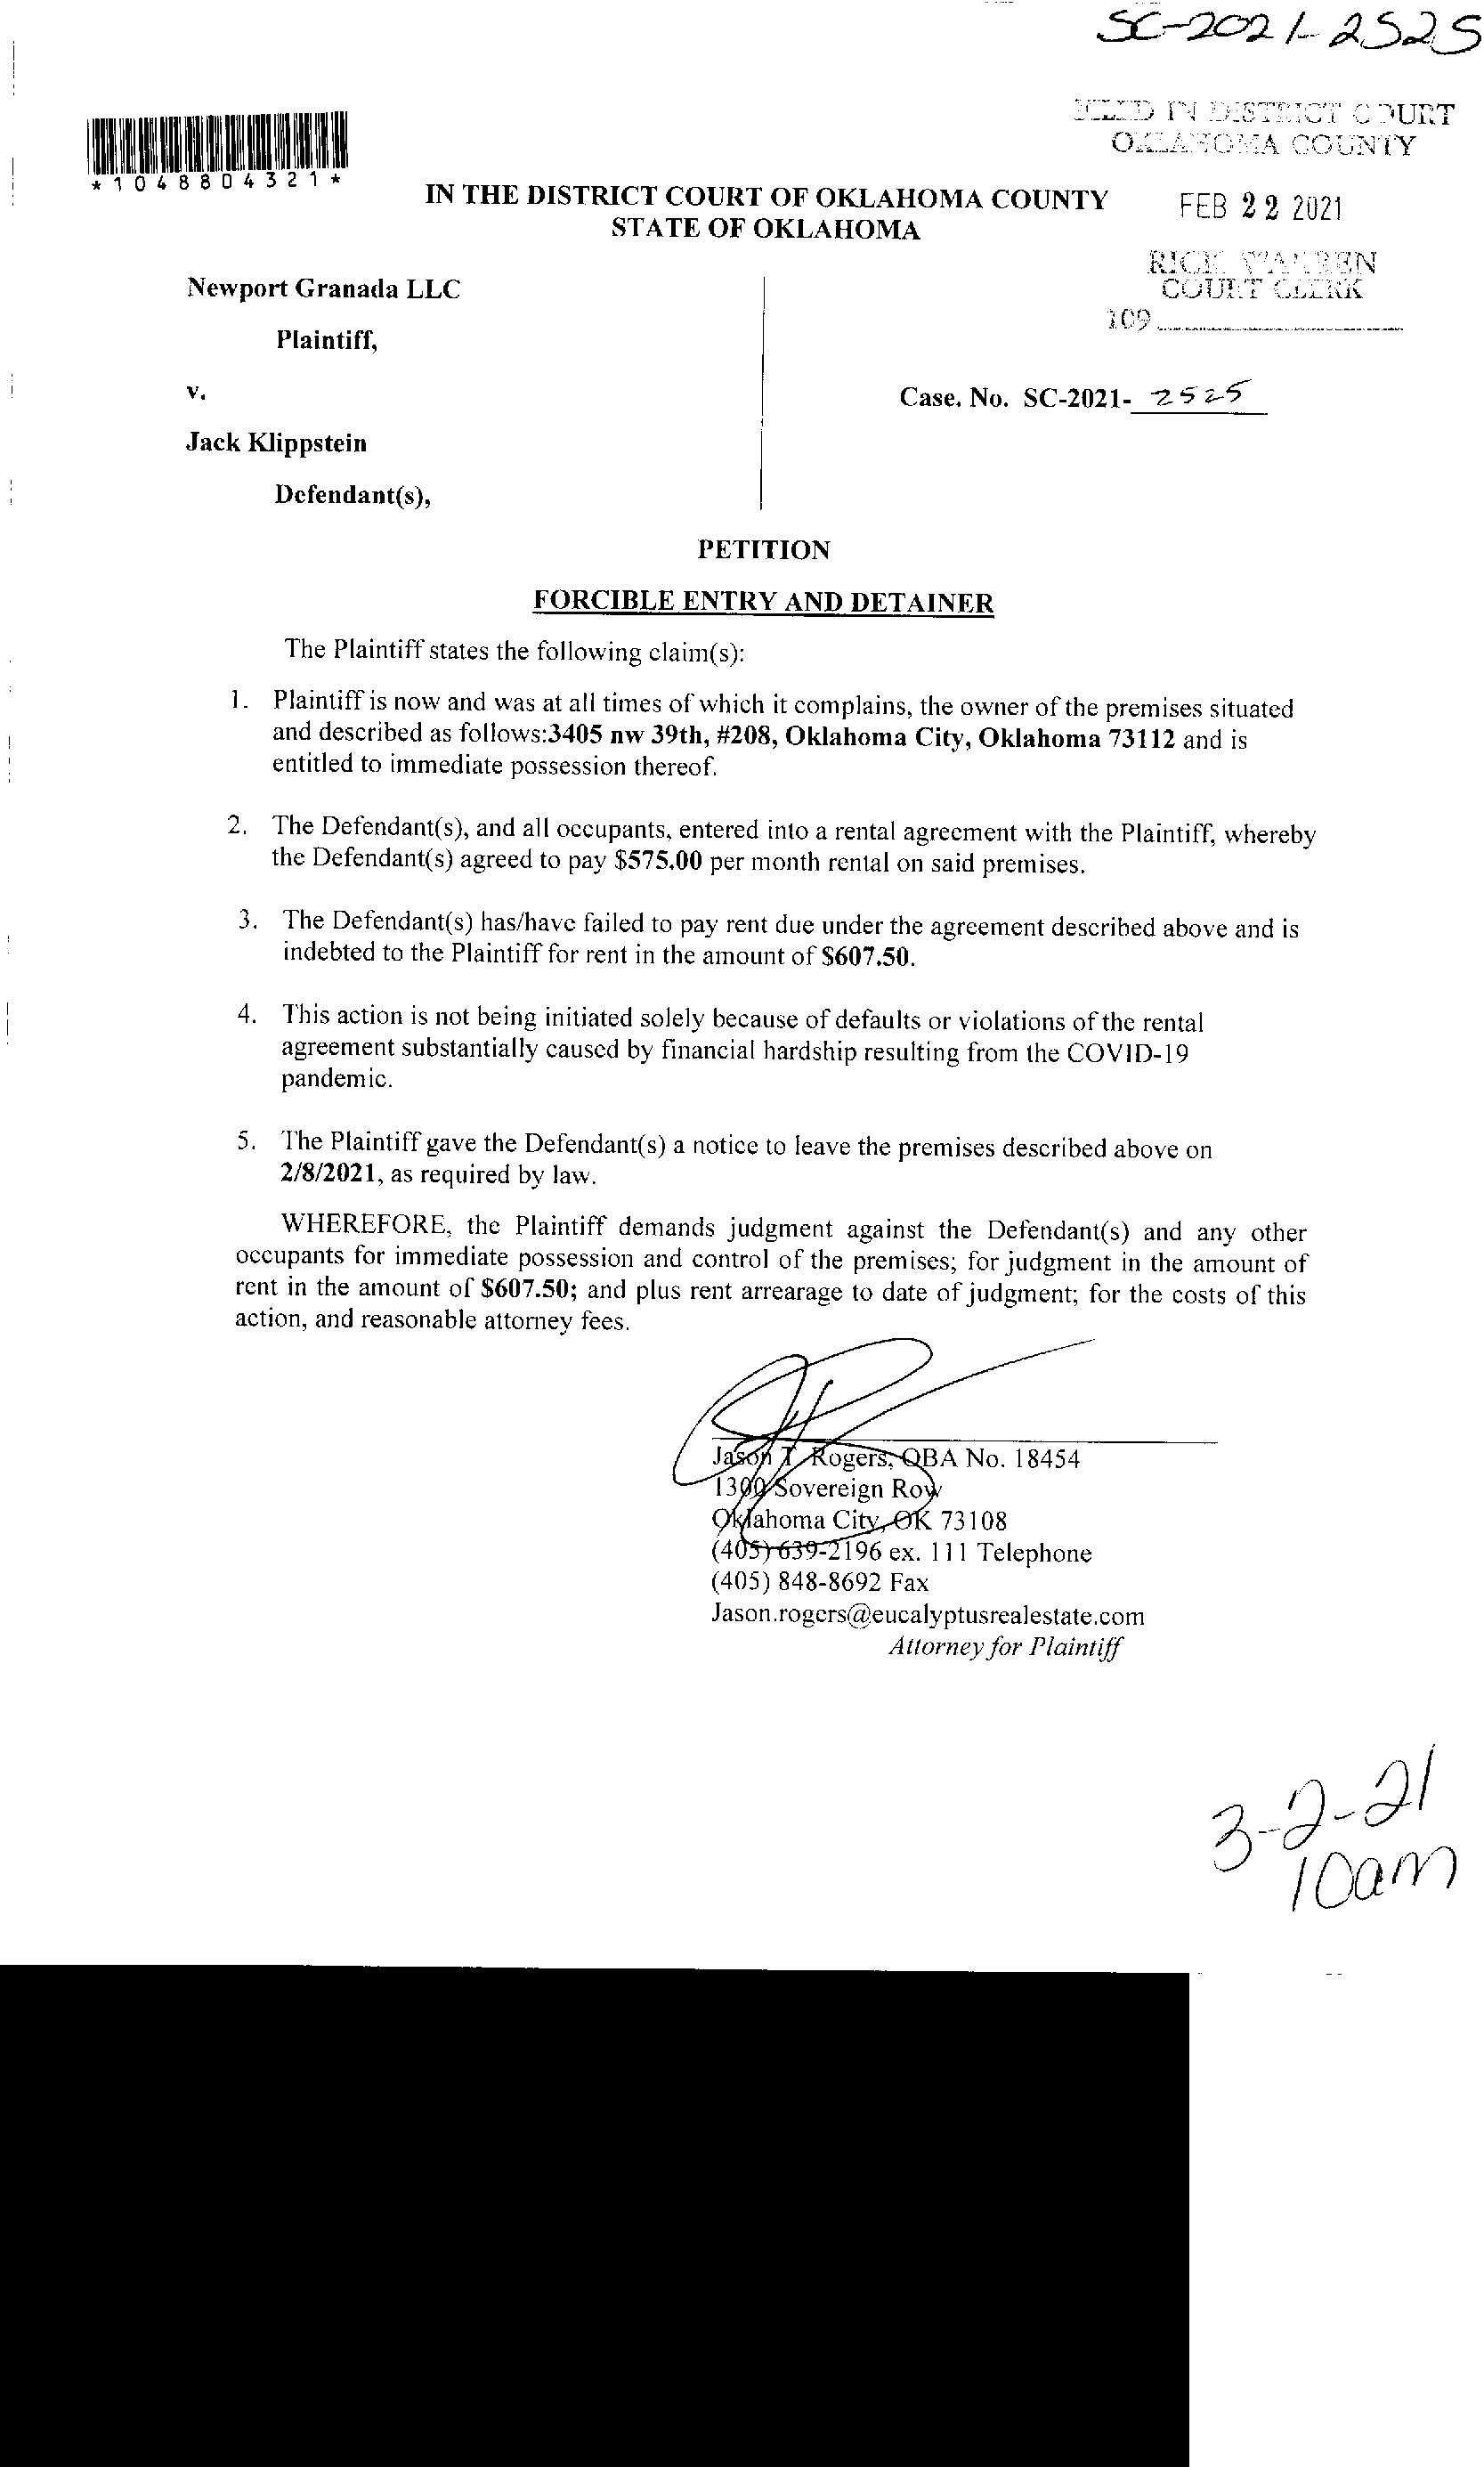 SC-2021-2525
FILED IN DISTRICT COURT
OKLAHOMA COUNTY
*1048804321*
IN THE DISTRICT COURT OF OKLAHOMA COUNTY
STATE OF OKLAHOMA
FEB 22 2021
RICK WARREN
COURT CLERK
109
Newport Granada LLC
Plaintiff,
v.
Case. No. SC-2021- 2525
Jack Klippstein
Defendant(s),
PETITION
FORCIBLE ENTRY AND DETAINER
The Plaintiff states the following claim(s):
1. Plaintiff is now and was at all times of which it complains, the owner of the premises situated
and described as follows:3405 nw 39th, #208, Oklahoma City, Oklahoma 73112 and is
entitled to immediate possession thereof.
2. The Defendant(s), and all occupants, entered into a rental agreement with the Plaintiff, whereby
the Defendant(s) agreed to pay $575.00 per month rental on said premises.
3. The Defendant(s) has/have failed to pay rent due under the agreement described above and is
indebted to the Plaintiff for rent in the amount of $607.50.
4. This action is not being initiated solely because of defaults or violations of the rental
agreement substantially caused by financial hardship resulting from the COVID-19
pandemic.
5. The Plaintiff gave the Defendant(s) a notice to leave the premises described above on
2/8/2021, as required by law.
WHEREFORE, the Plaintiff demands judgment against the Defendant(s) and any other
occupants for immediate possession and control of the premises; for judgment in the amount of
rent in the amount of $607.50; and plus rent arrearage to date of judgment; for the costs of this
action, and reasonable attorney fees.
Jason T. Rogers, OBA No. 18454
1300 Sovereign Row
Oklahoma City, OK 73108
(405) 639-2196 ex. 111 Telephone
(405) 848-8692 Fax
Jason.rogers@eucalyptusrealestate.com
Attorney for Plaintiff
3-2-21
10am